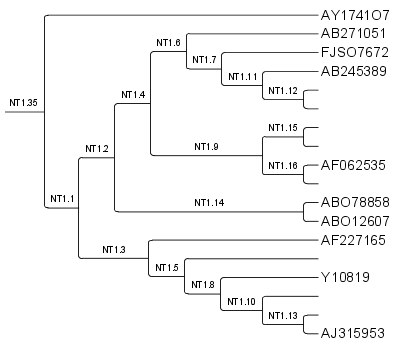 AY1741O7
AB271051
NT1.6
FJSO7672
NT1.7
AB245389
NT1.11
NT1.12
NT1.4
NT1.35
NT1.15
NT1.2
NT1.9
NT1.16
AF062535
NT1.1
NT1.14
ABO78858
ABO12607
AF227165
NT1.3
NT1.5
Y10819
NT1.8
NT1.10
NT1.13
AJ315953